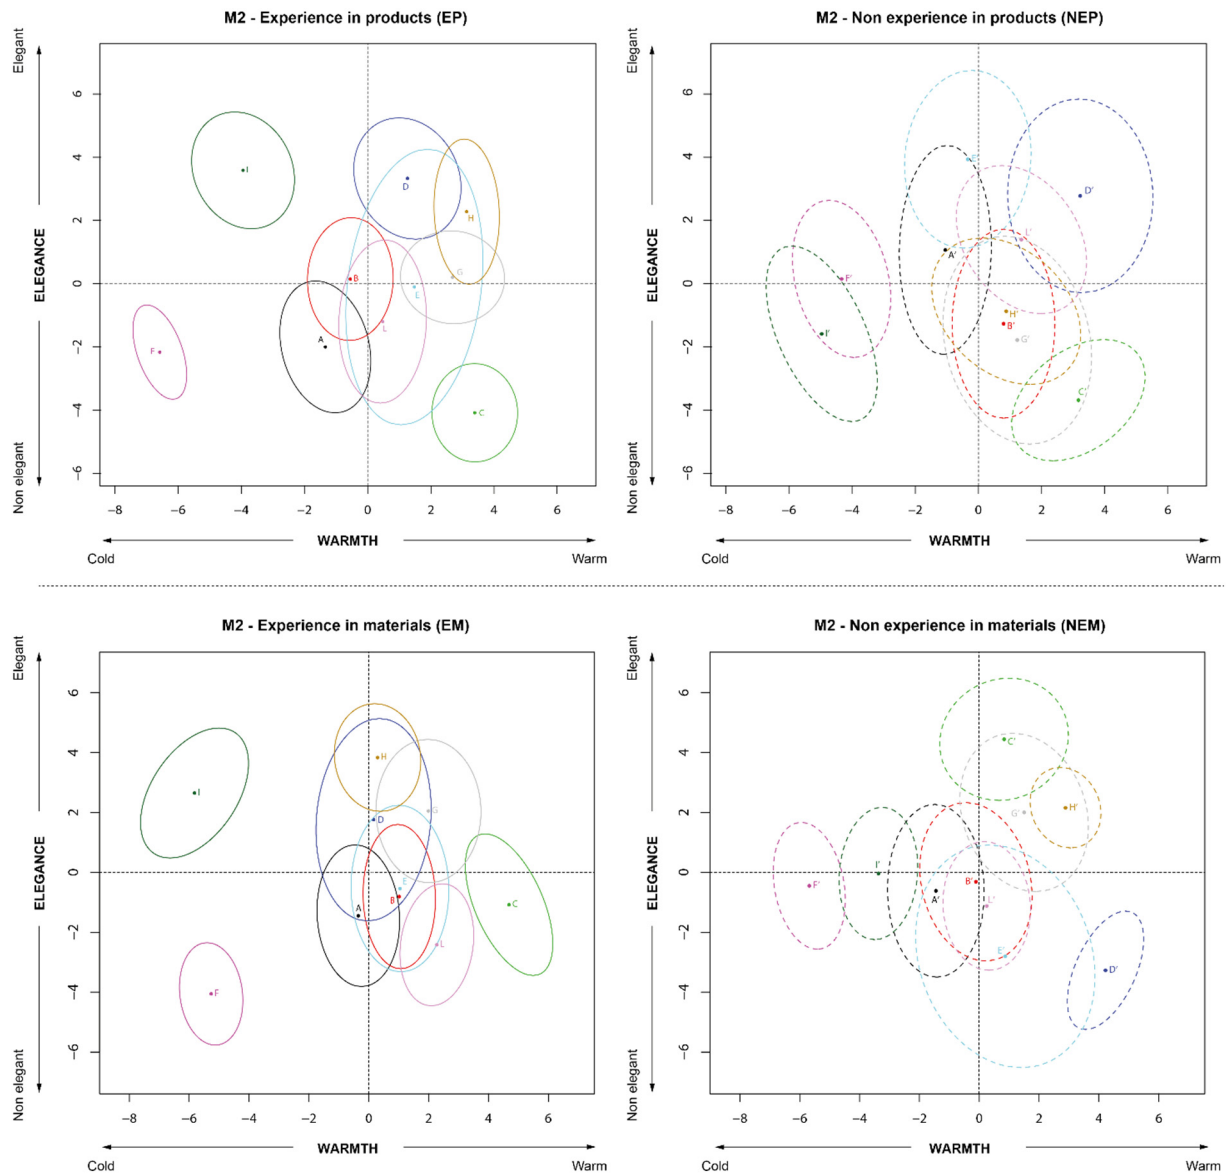 M2 - Experience in products (EP)
Elegant
ELEGANCE
Non elegant
6
4
2
0
−2
−4
−6
I
D
H
G
B
E
L
A
F
C
−8 −6 −4 −2 0 2 4 6
WARMTH
Cold Warm
M2 - Non experience in products (NEP)
Elegant
ELEGANCE
Non elegant
6
4
2
0
−2
−4
−6
E'
D'
L'
A'
F'
H'
B'
I'
G'
C'
−8 −6 −4 −2 0 2 4 6
WARMTH
Cold Warm
M2 - Experience in materials (EM)
Elegant
ELEGANCE
Non elegant
6
4
2
0
−2
−4
−6
H
I
G
D
E
B
C
A
L
F
−8 −6 −4 −2 0 2 4 6
WARMTH
Cold Warm
M2 - Non experience in materials (NEM)
Elegant
ELEGANCE
Non elegant
6
4
2
0
−2
−4
−6
C'
H'
G'
I'
B'
F'
A'
L'
E'
D'
−8 −6 −4 −2 0 2 4 6
WARMTH
Cold Warm